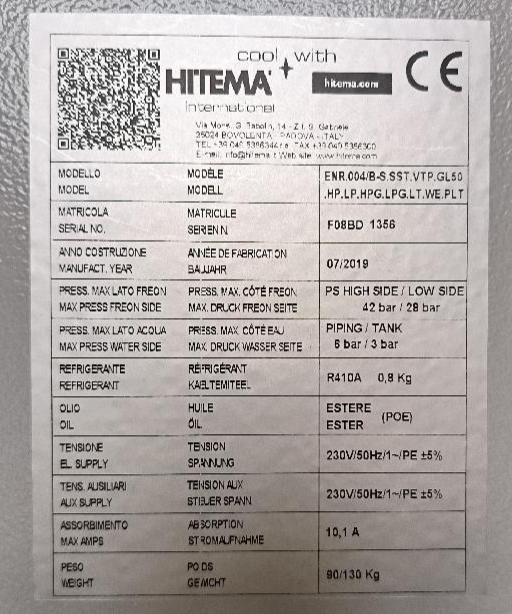 cool with
HITEMA
hitema.com
CE
International
35024 BOVOLENTA - PADOVA - ITALY
MODELLO MODÈLE ENR.004/B-S.SST.VTP.GL50
MODEL MODELL .HP.LP.HPG.LPG.LT.WE.PLT
MATRICOLA MATRICULE F08BD 1356
SERIAL NO. SERIEN N
ANNO COSTRUZIONE ANNÉE DE FABRICATION 07/2019
MANUFACT. YEAR BAUJAHR
PRESS. MAX LATO FREON PRESS. MAX. CÔTÉ FREON PS HIGH SIDE / LOW SIDE
MAX PRESS FREON SIDE MAX. DRUCK FREON SEITE 42 bar / 28 bar
PRESS. MAX LATO ACQUA PRESS. MAX CÔTÉ EAU PIPING / TANK
MAX PRESS WATER SIDE MAX. DRUCK WASSER SEITE 6 bar / 3 bar
REFRIGERANTE RÉFRIGÉRANT R410A 0,8 Kg
REFRIGERANT KAELTEMITEEL
OLIO HUILE ESTERE (POE)
OIL ÖIL ESTER
TENSIONE TENSION 230V/50Hz/1~/PE ±5%
EL SUPPLY SPANNUNG
TENS. AUSILIARI TENSION AUX 230V/50Hz/1~/PE ±5%
AUX SUPPLY STEUER SPANN.
ASSORBIMENTO ABSORPTION 10,1 A
MAX AMPS STROMAUFNAHME
PESO POIDS 90/130 Kg
WEIGHT GEWICHT